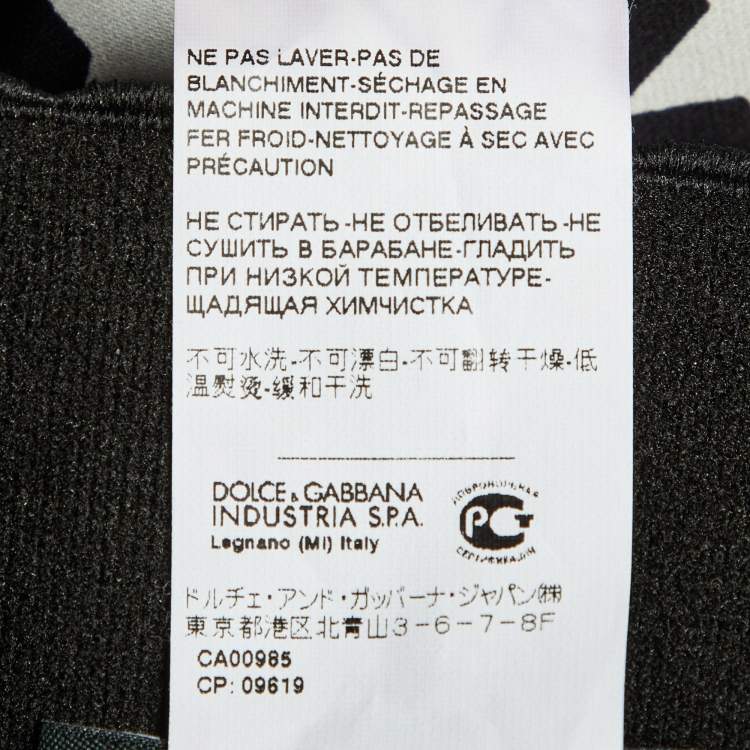 NE PAS LAVER-PAS DE
BLANCHIMENT-SÉCHAGE EN
MACHINE INTERDIT-REPASSAGE
FER FROID-NETTOYAGE À SEC AVEC
PRÉCAUTION
НЕ СТИРАТЬ-НЕ ОТБЕЛИВАТЬ-НЕ
СУШИТЬ В БАРАБАНЕ-ГЛАДИТЬ
ПРИ НИЗКОЙ ТЕМПЕРАТУРЕ-
ЩАДЯЩАЯ ХИМЧИСТКА
不可水洗-不可漂白-不可翻转干燥-低
温熨烫-缓和干洗
DOLCE & GABBANA
INDUSTRIA S.P.A.
Legnano (MI) Italy
ДОБРОВОЛЬНАЯ
РСТ
СЕРТИФИКАЦИЯ
ドルチェ・アンド・ガッバーナ・ジャパン㈱
東京都港区北青山3-6-7-8F
CA00985
CP: 09619